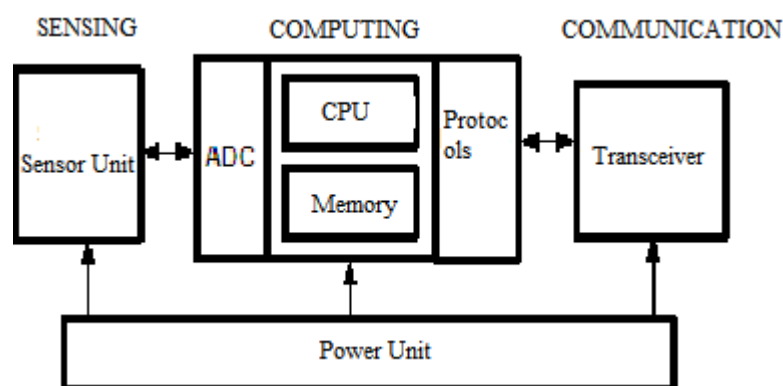 SENSING
COMPUTING
COMMUNICATION
Sensor Unit
ADC
CPU
Memory
Protoc
ols
Transceiver
Power Unit